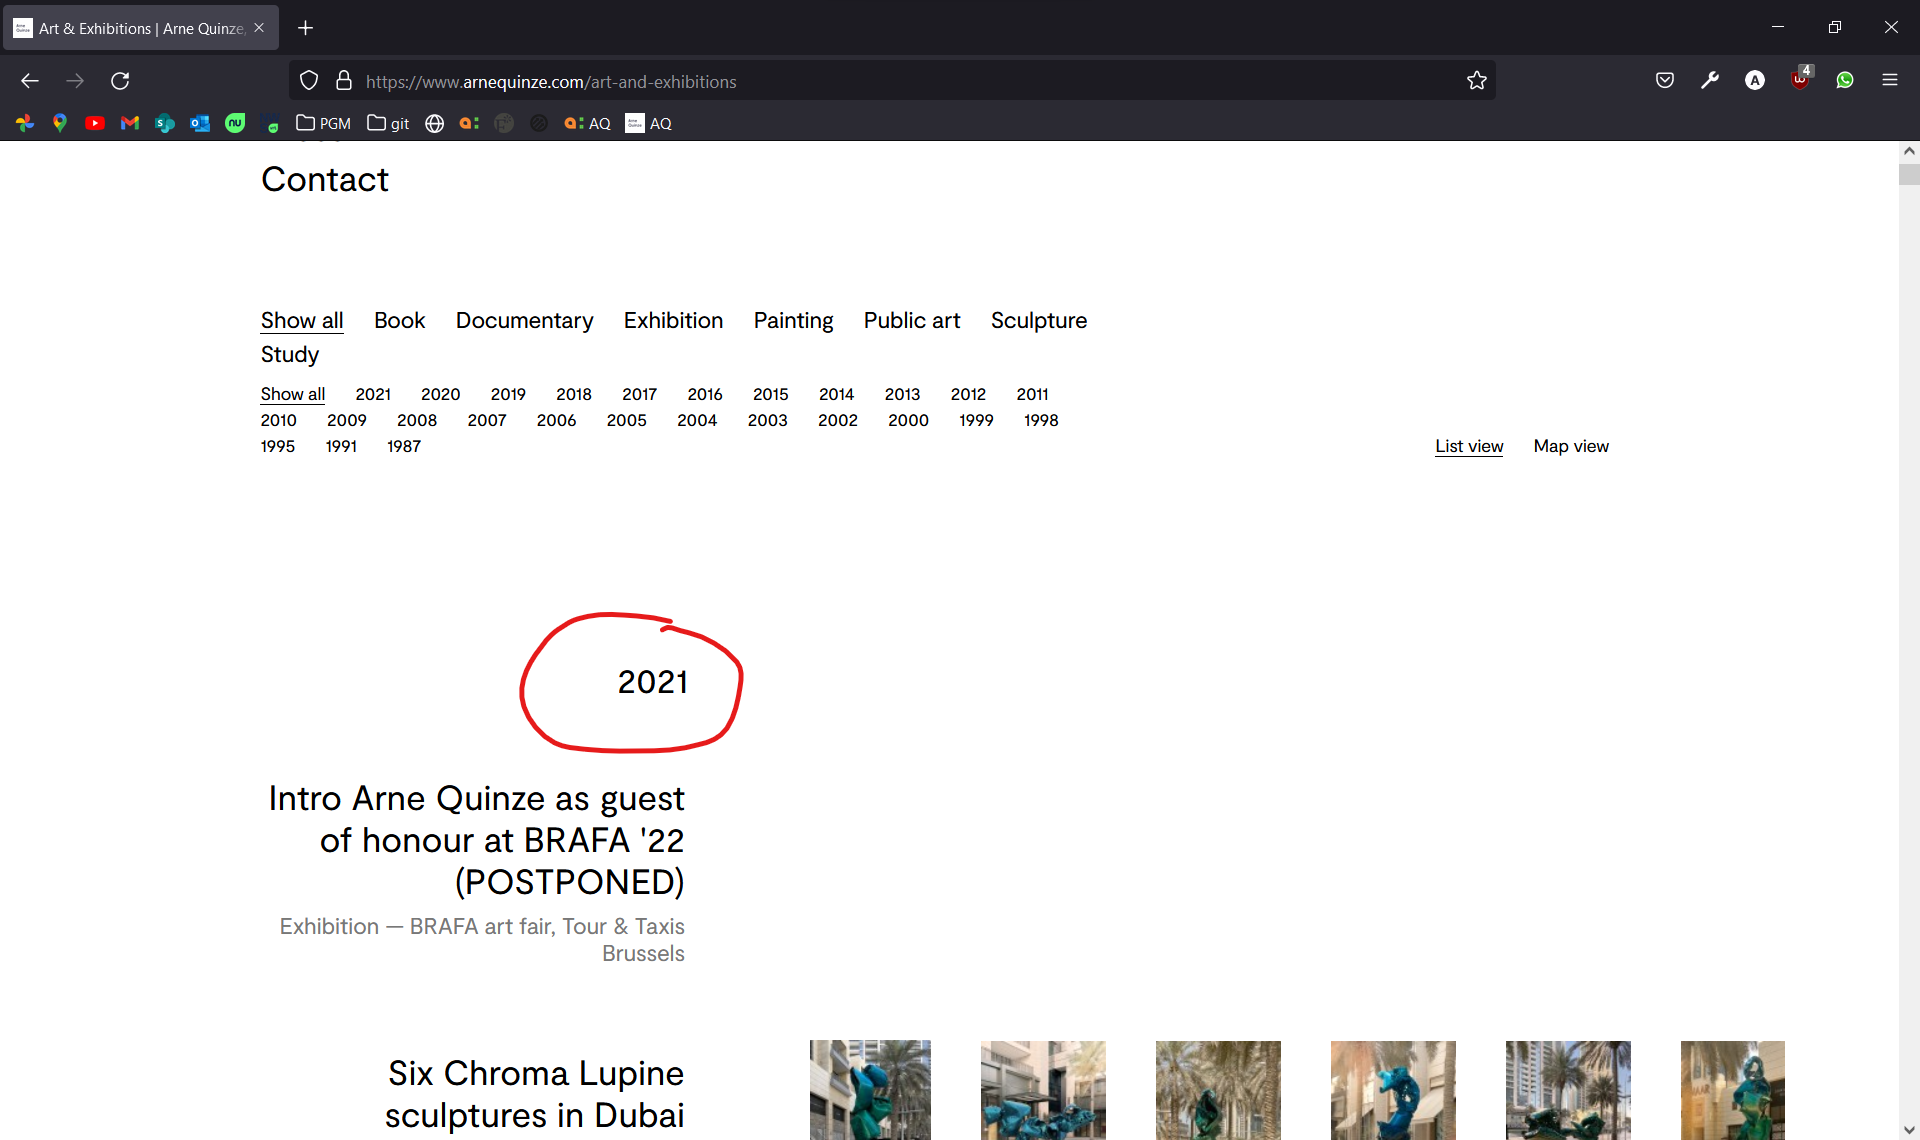 Art & Exhibitions | Arne Quinze,
https://www.arnequinze.com/art-and-exhibitions
4
PGM git AQ AQ
Contact
Show all Book Documentary Exhibition Painting Public art Sculpture
Study
Show all 2021 2020 2019 2018 2017 2016 2015 2014 2013 2012 2011
2010 2009 2008 2007 2006 2005 2004 2003 2002 2000 1999 1998
1995 1991 1987
List view Map view
2021
Intro Arne Quinze as guest
of honour at BRAFA '22
(POSTPONED)
Exhibition — BRAFA art fair, Tour & Taxis
Brussels
Six Chroma Lupine
sculptures in Dubai